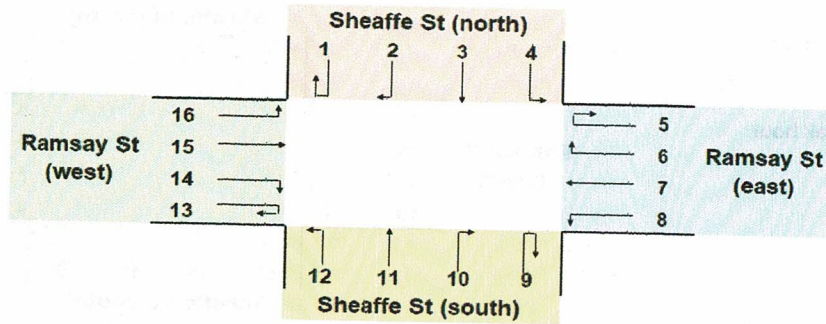 Sheaffe St (north)
1 2 3 4
16 5
15 6
14 7
13 8
Ramsay St
(west)
Ramsay St
(east)
12 11 10 9
Sheaffe St (south)